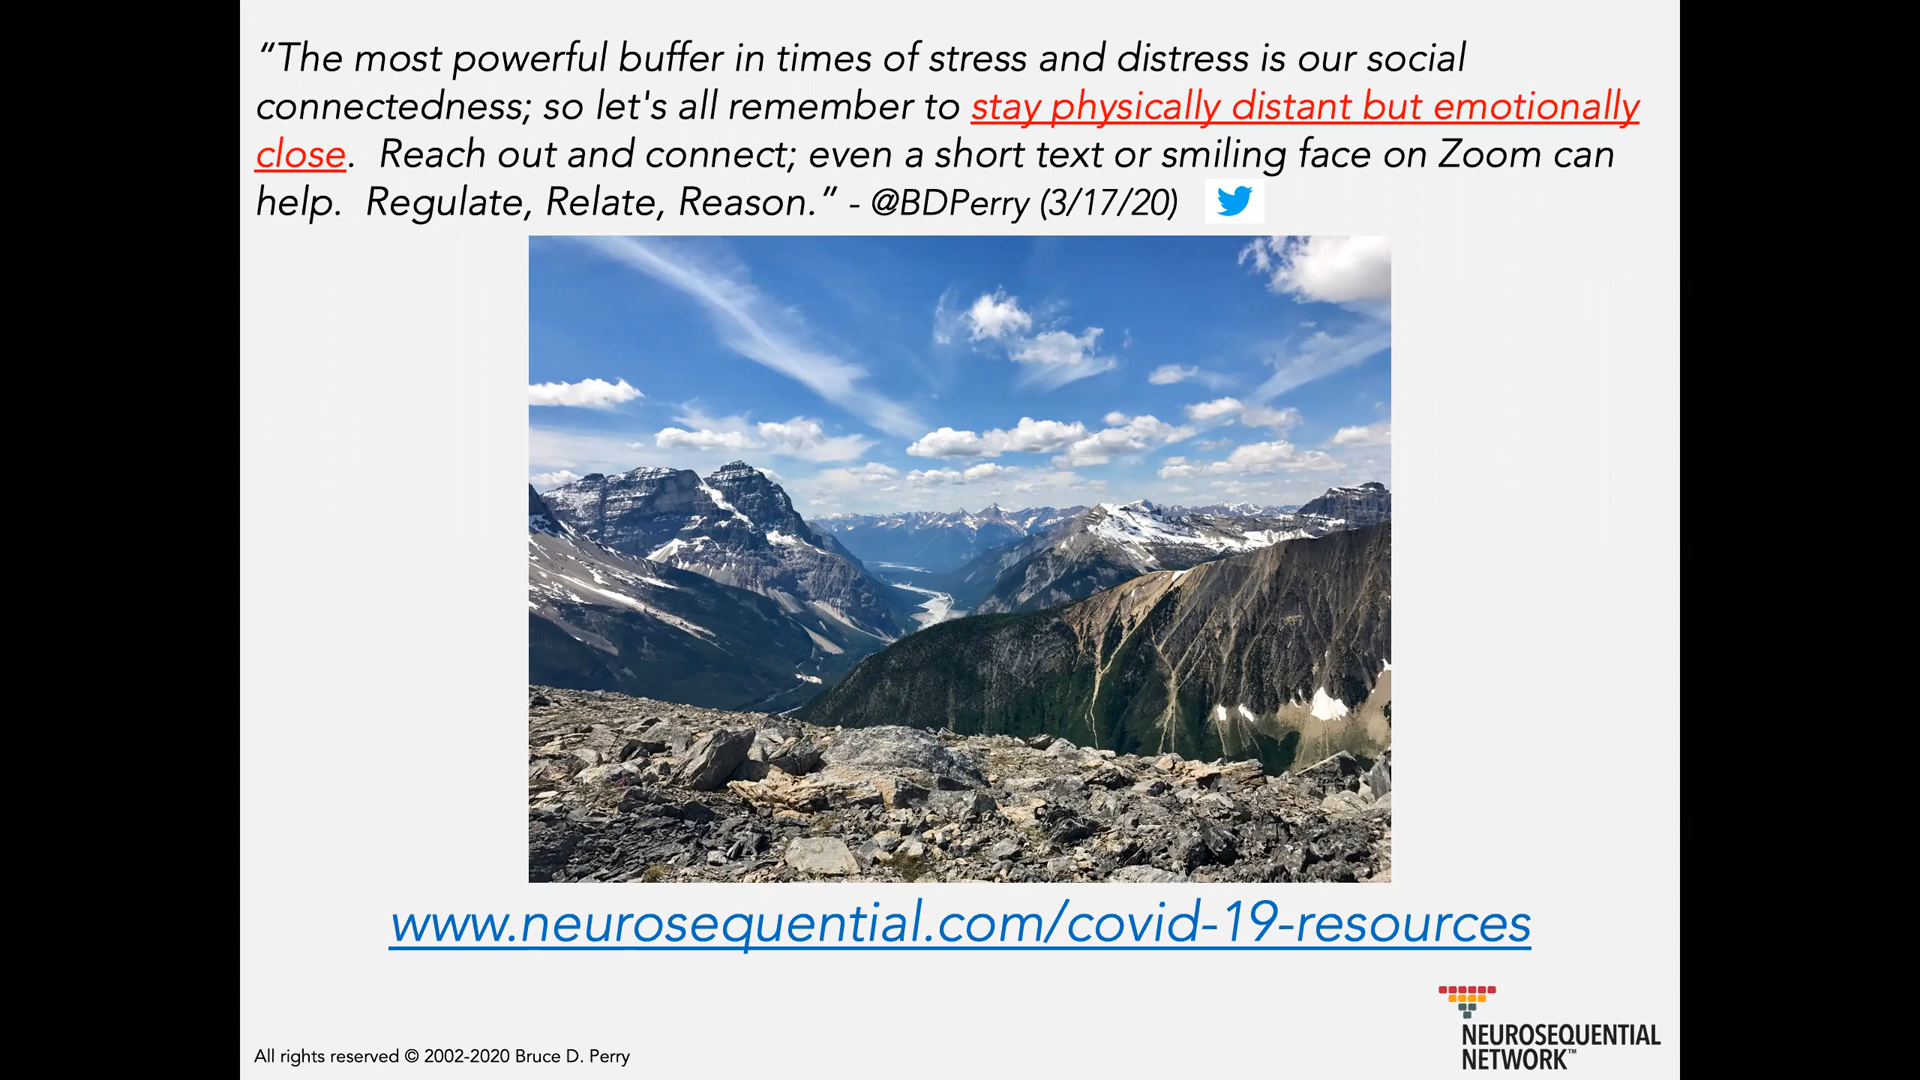 “The most powerful buffer in times of stress and distress is our social
connectedness; so let's all remember to stay physically distant but emotionally
close.  Reach out and connect; even a short text or smiling face on Zoom can
help.  Regulate, Relate, Reason.” - @BDPerry (3/17/20)
www.neurosequential.com/covid-19-resources
NEUROSEQUENTIAL
NETWORK™
All rights reserved © 2002-2020 Bruce D. Perry